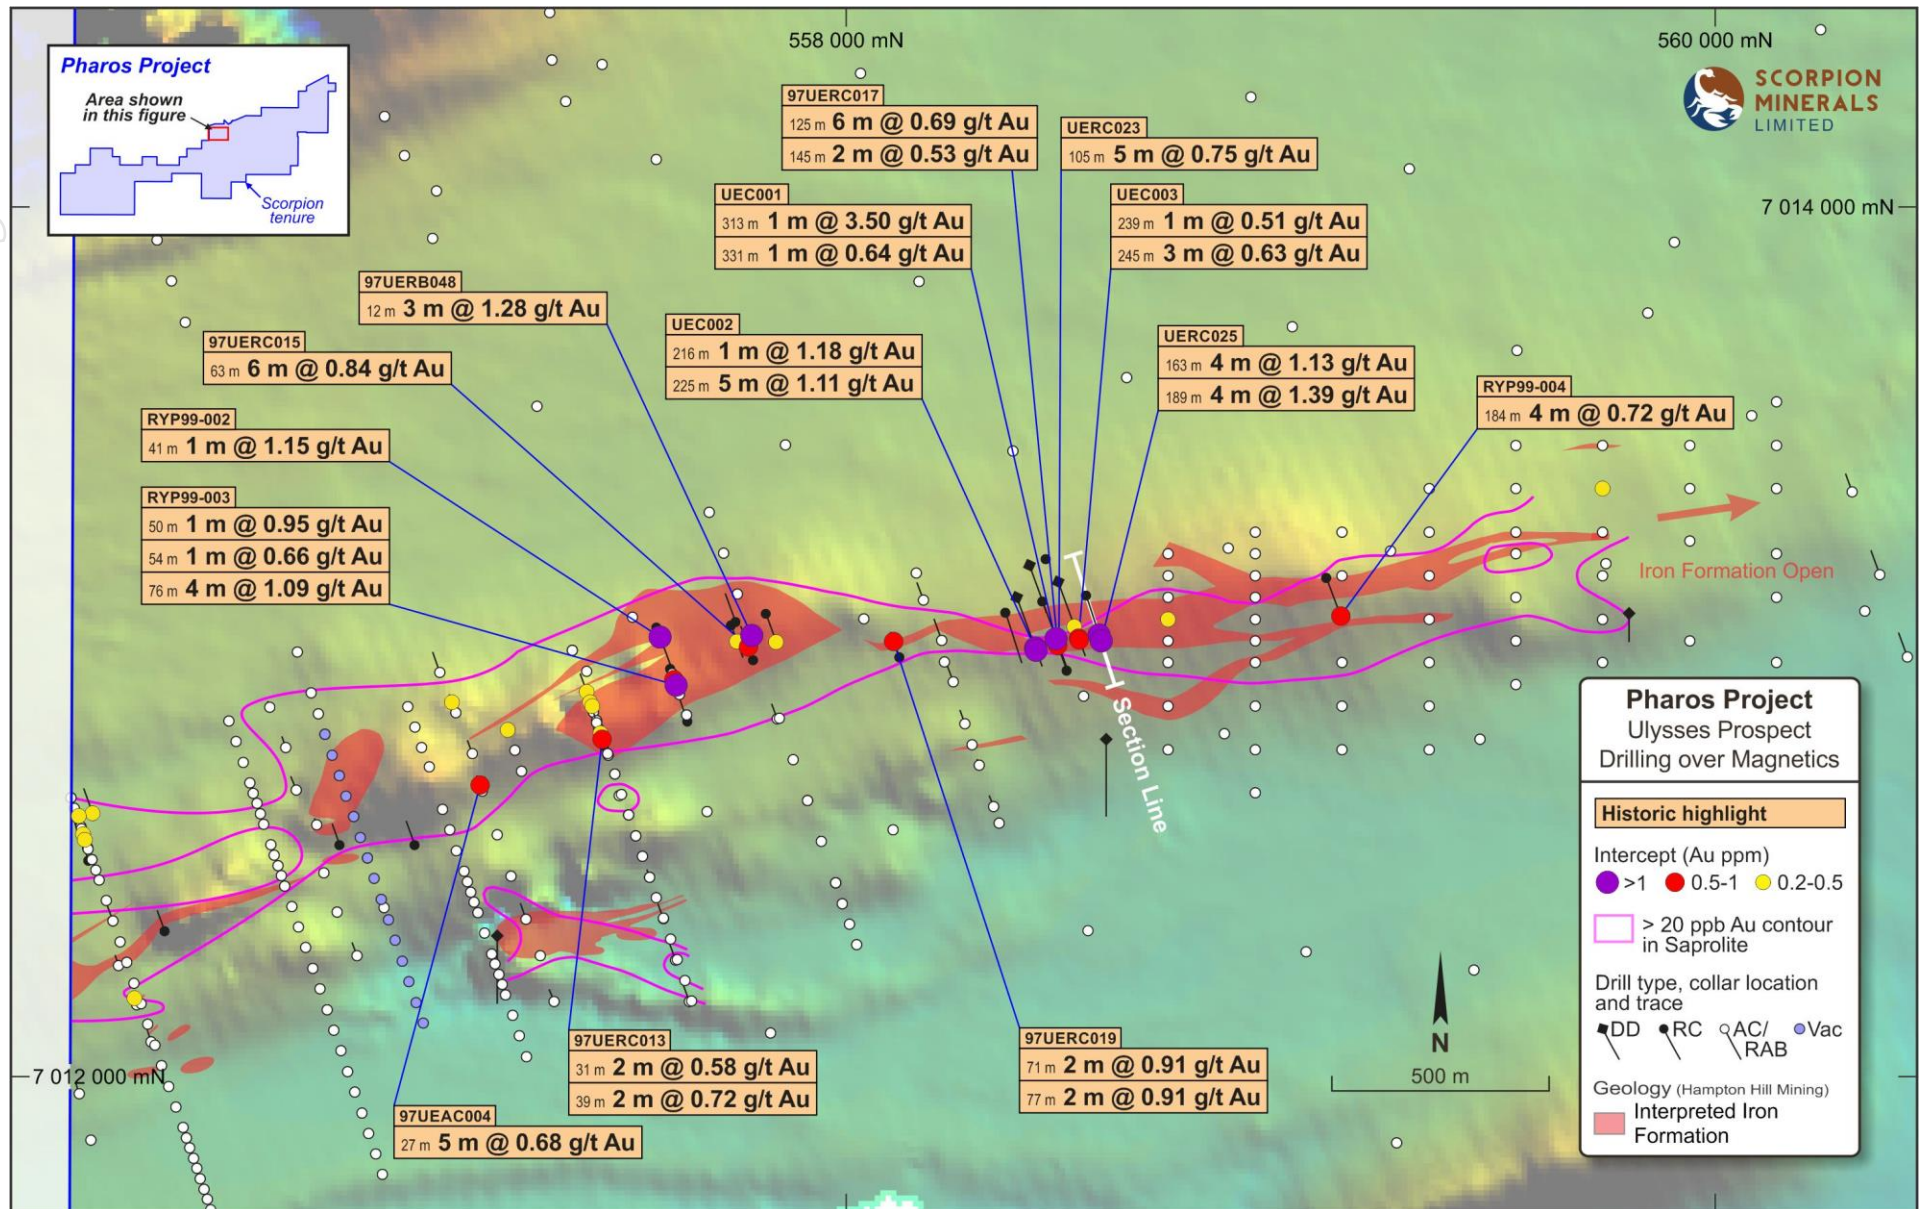 558 000 mN
560 000 mN
Pharos Project
Area shown
in this figure
Scorpion
tenure
SCORPION
MINERALS
LIMITED
7 014 000 mN
97UERC017
125 m 6 m @ 0.69 g/t Au
145 m 2 m @ 0.53 g/t Au
UERC023
105 m 5 m @ 0.75 g/t Au
UEC001
313 m 1 m @ 3.50 g/t Au
331 m 1 m @ 0.64 g/t Au
UEC003
239 m 1 m @ 0.51 g/t Au
245 m 3 m @ 0.63 g/t Au
97UERB048
12 m 3 m @ 1.28 g/t Au
UEC002
216 m 1 m @ 1.18 g/t Au
225 m 5 m @ 1.11 g/t Au
97UERC015
63 m 6 m @ 0.84 g/t Au
UERC025
163 m 4 m @ 1.13 g/t Au
189 m 4 m @ 1.39 g/t Au
RYP99-004
184 m 4 m @ 0.72 g/t Au
RYP99-002
41 m 1 m @ 1.15 g/t Au
RYP99-003
50 m 1 m @ 0.95 g/t Au
54 m 1 m @ 0.66 g/t Au
76 m 4 m @ 1.09 g/t Au
Iron Formation Open
Section Line
97UERC013
31 m 2 m @ 0.58 g/t Au
39 m 2 m @ 0.72 g/t Au
97UERC019
71 m 2 m @ 0.91 g/t Au
77 m 2 m @ 0.91 g/t Au
97UEAC004
27 m 5 m @ 0.68 g/t Au
7 012 000 mN
N
500 m
Pharos Project
Ulysses Prospect
Drilling over Magnetics
Historic highlight
Intercept (Au ppm)
>1 0.5-1 0.2-0.5
> 20 ppb Au contour
in Saprolite
Drill type, collar location
and trace
DD RC AC/ Vac
RAB
Geology (Hampton Hill Mining)
Interpreted Iron
Formation